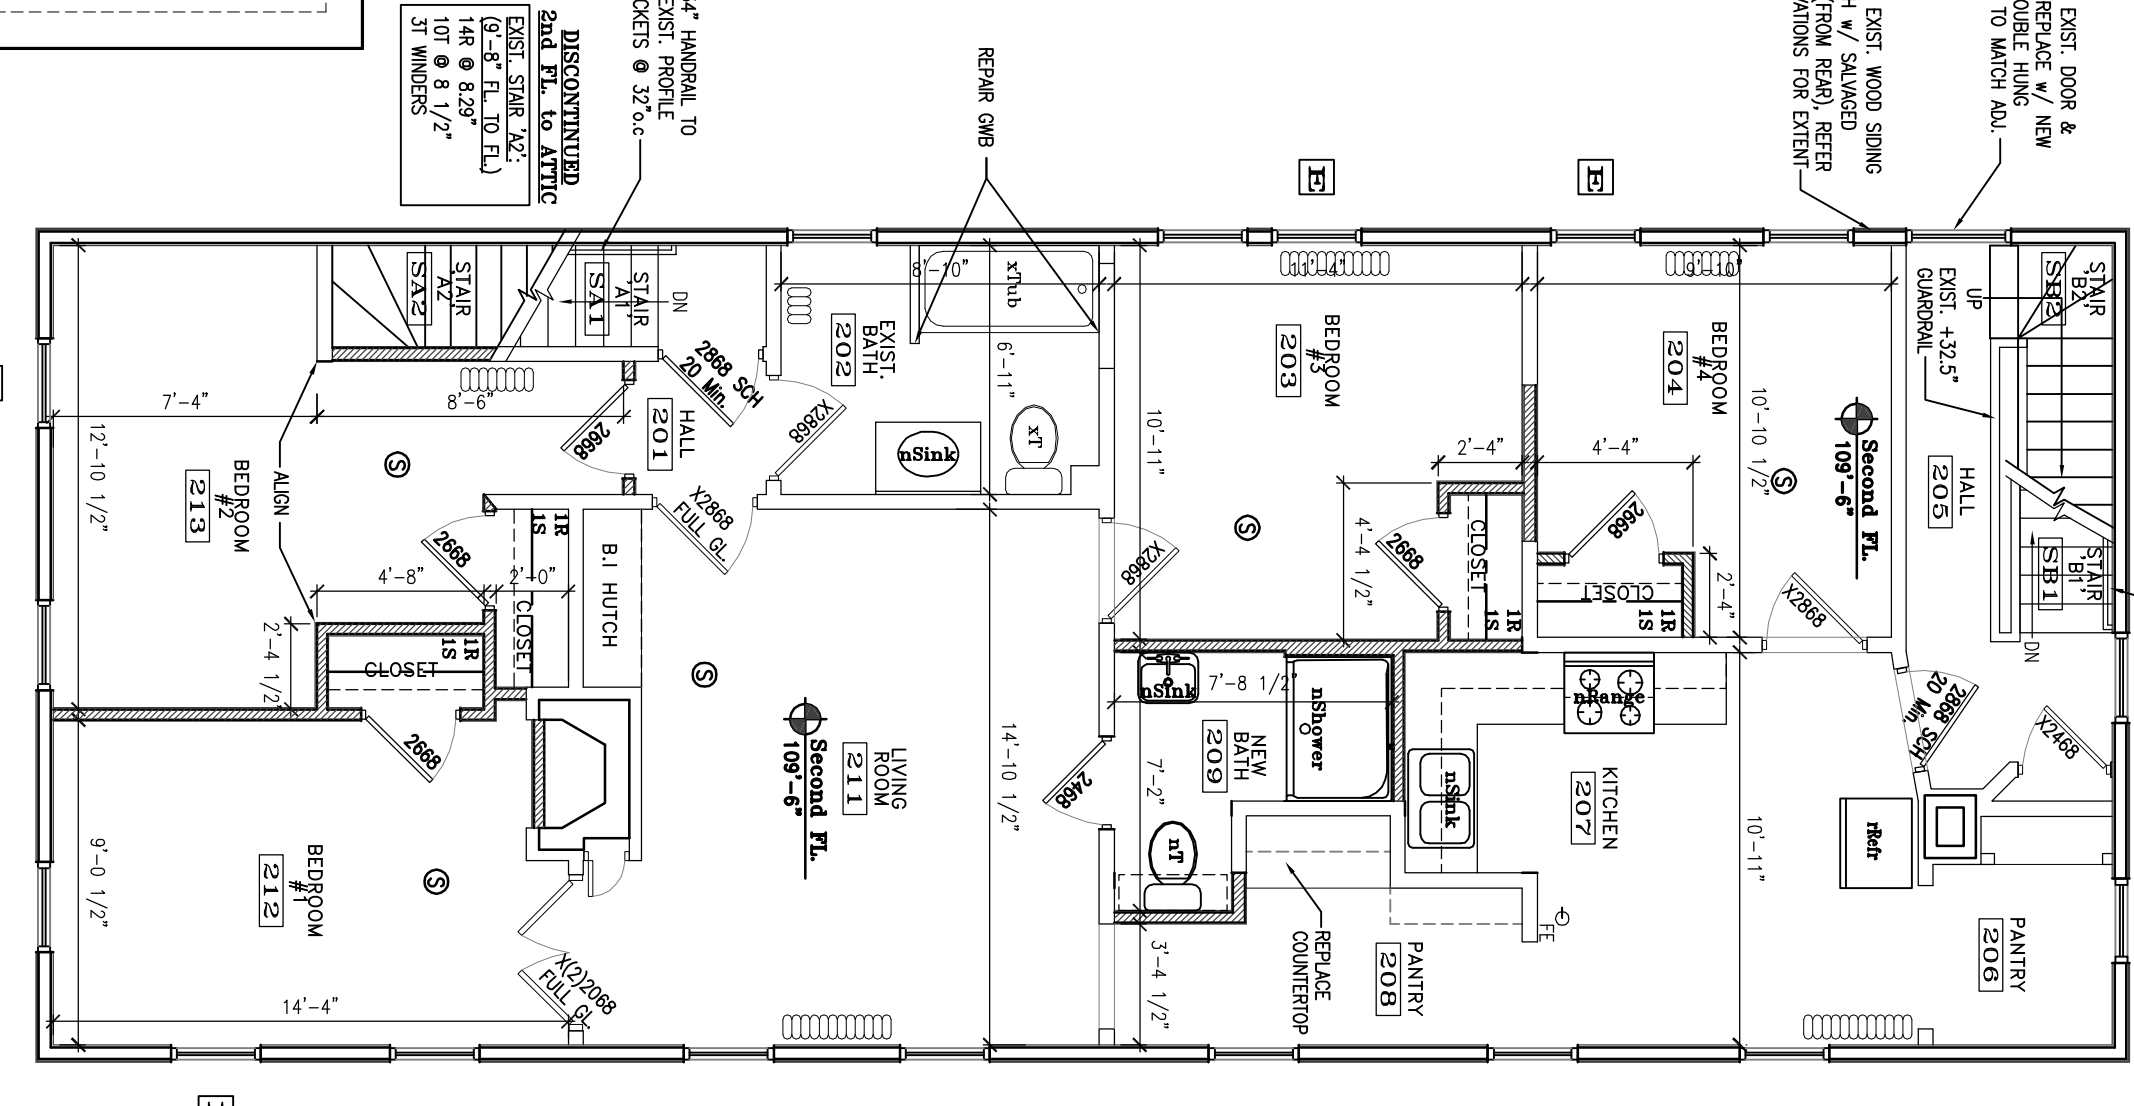 EXIST. DOOR &
REPLACE w/ NEW
OUBLE HUNG
TO MATCH ADJ.
EXIST. WOOD SIDING
H w/ SALVAGED
(FROM REAR), REFER
VATIONS FOR EXTENT
REPAIR GWB
34" HANDRAIL TO
EXIST. PROFILE
CKETS @ 32"o.c
DISCONTINUED
2nd FL. to ATTIC
EXIST. STAIR 'A2':
(9'-8" FL. TO FL.)
14R @ 8.29"
10T @ 8 1/2"
3T WINDERS
E
E
STAIR
'A2'
SA2
STAIR
'A1'
SA1
DN
2868 SCH
20 Min.
X2868
EXIST.
BATH
202
8'-10"
xTub
6'-11"
xT
nSink
11'-4"
BEDROOM
#3
203
10'-11"
2'-4"
4'-4 1/2"
2668
CLOSET
1R
1S
X2868
S
9'-10"
BEDROOM
#4
204
10'-10 1/2"
S
4'-4"
2668
CLOSET
1R
1S
2'-4"
X2868
Second FL.
109'-6"
STAIR
'B2'
SB2
UP
EXIST. +32.5"
GUARDRAIL
HALL
205
STAIR
'B1'
SB1
DN
2868 SCH
20 Min.
X2468
rRefr
PANTRY
206
7'-4"
8'-6"
12'-10 1/2"
ALIGN
BEDROOM
#2
213
S
2668
HALL
201
X2868
FULL GL.
2668
4'-8"
2'-0"
CLOSET
1R
1S
B.I HUTCH
2'-4 1/2"
CLOSET
1R
1S
2668
9'-0 1/2"
BEDROOM
#1
212
S
14'-4"
X(2)2068
FULL GL.
S
Second FL.
109'-6"
LIVING
ROOM
211
14'-10 1/2"
2468
nSink
7'-8 1/2"
nShower
NEW
BATH
209
7'-2"
nT
3'-4 1/2"
REPLACE
COUNTERTOP
PANTRY
208
FE
nRange
nSink
KITCHEN
207
10'-11"